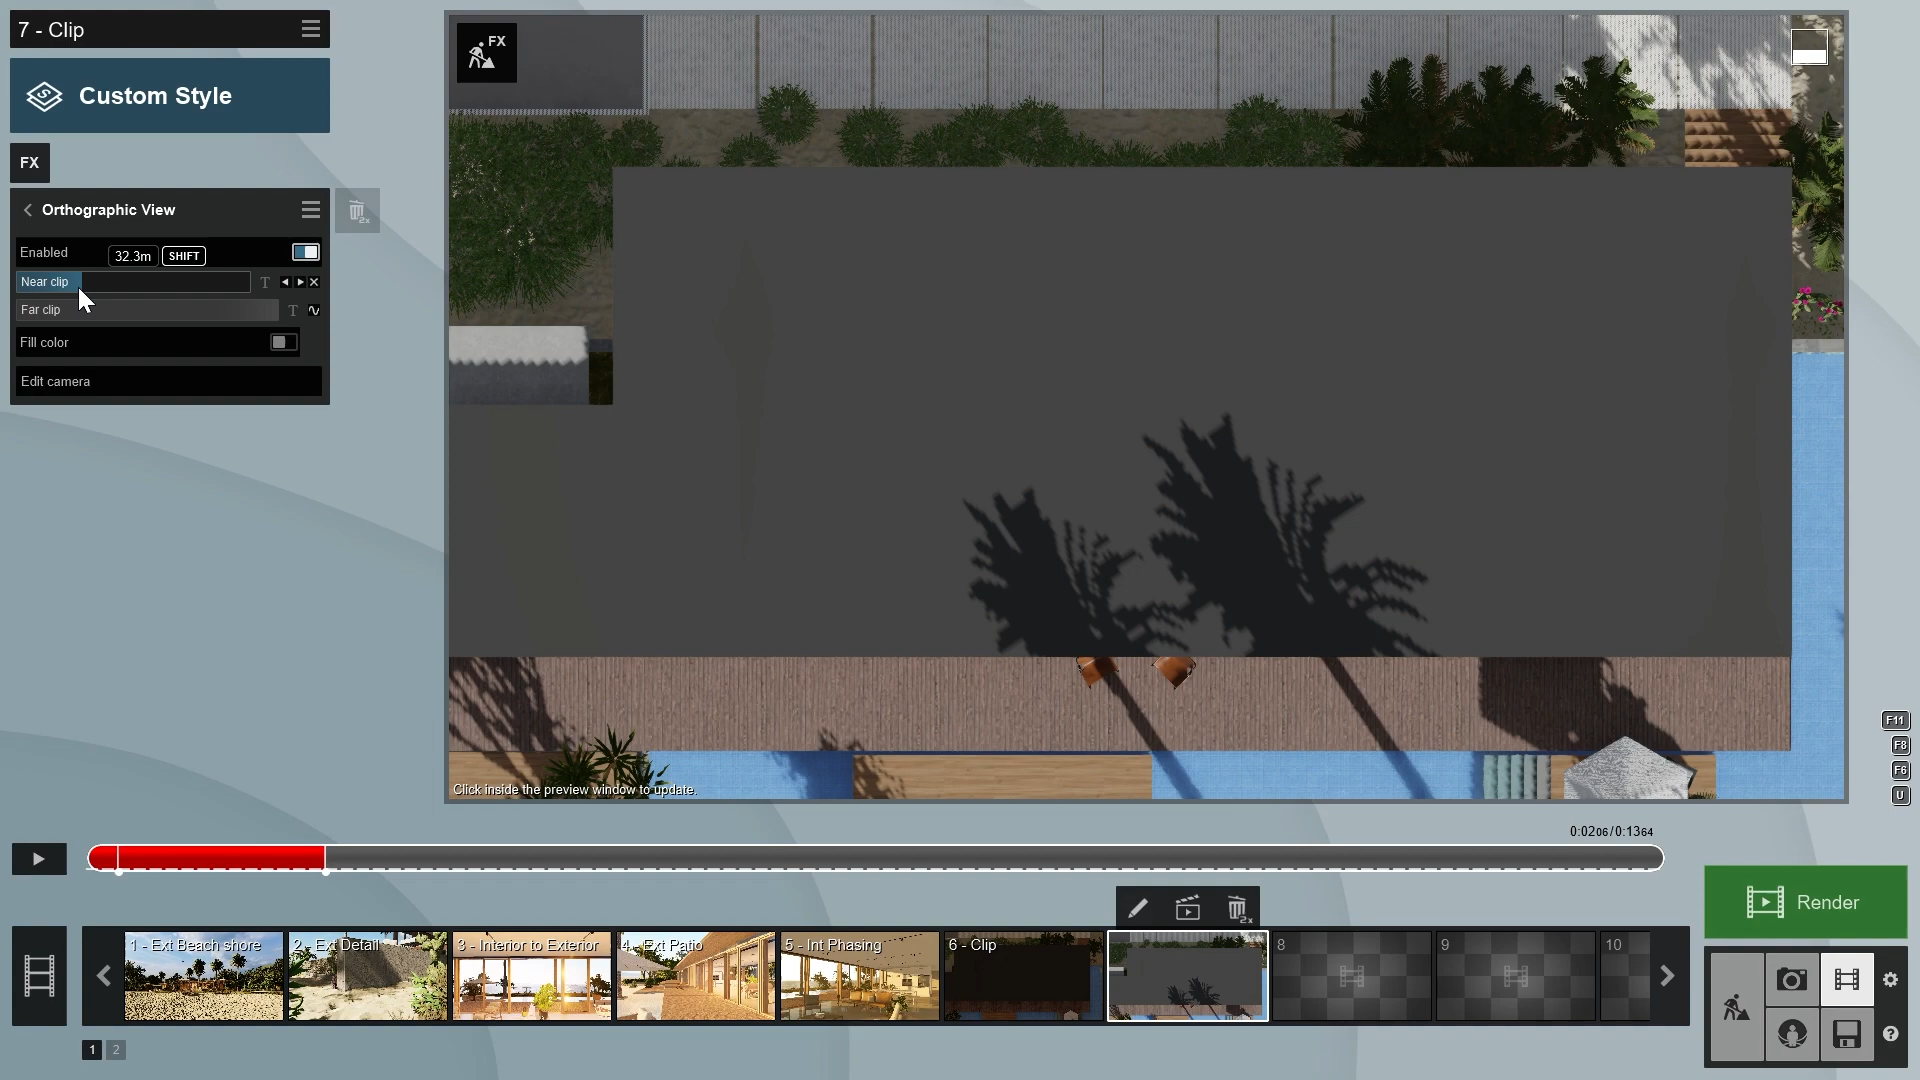 7 - Clip
Custom Style
FX
Orthographic View
2x
Enabled
32.3m SHIFT
Near clip T
Far clip T
Fill color
Edit camera
FX
Click inside the preview window to update.
F11
F8
F6
U
0:0206/0:1364
Render
2x
1 - Ext Beach shore
2 - Ext Detail
3 - Interior to Exterior
4 - Ext Patio
5 - Int Phasing
6 - Clip
8
9
10
?
1 2